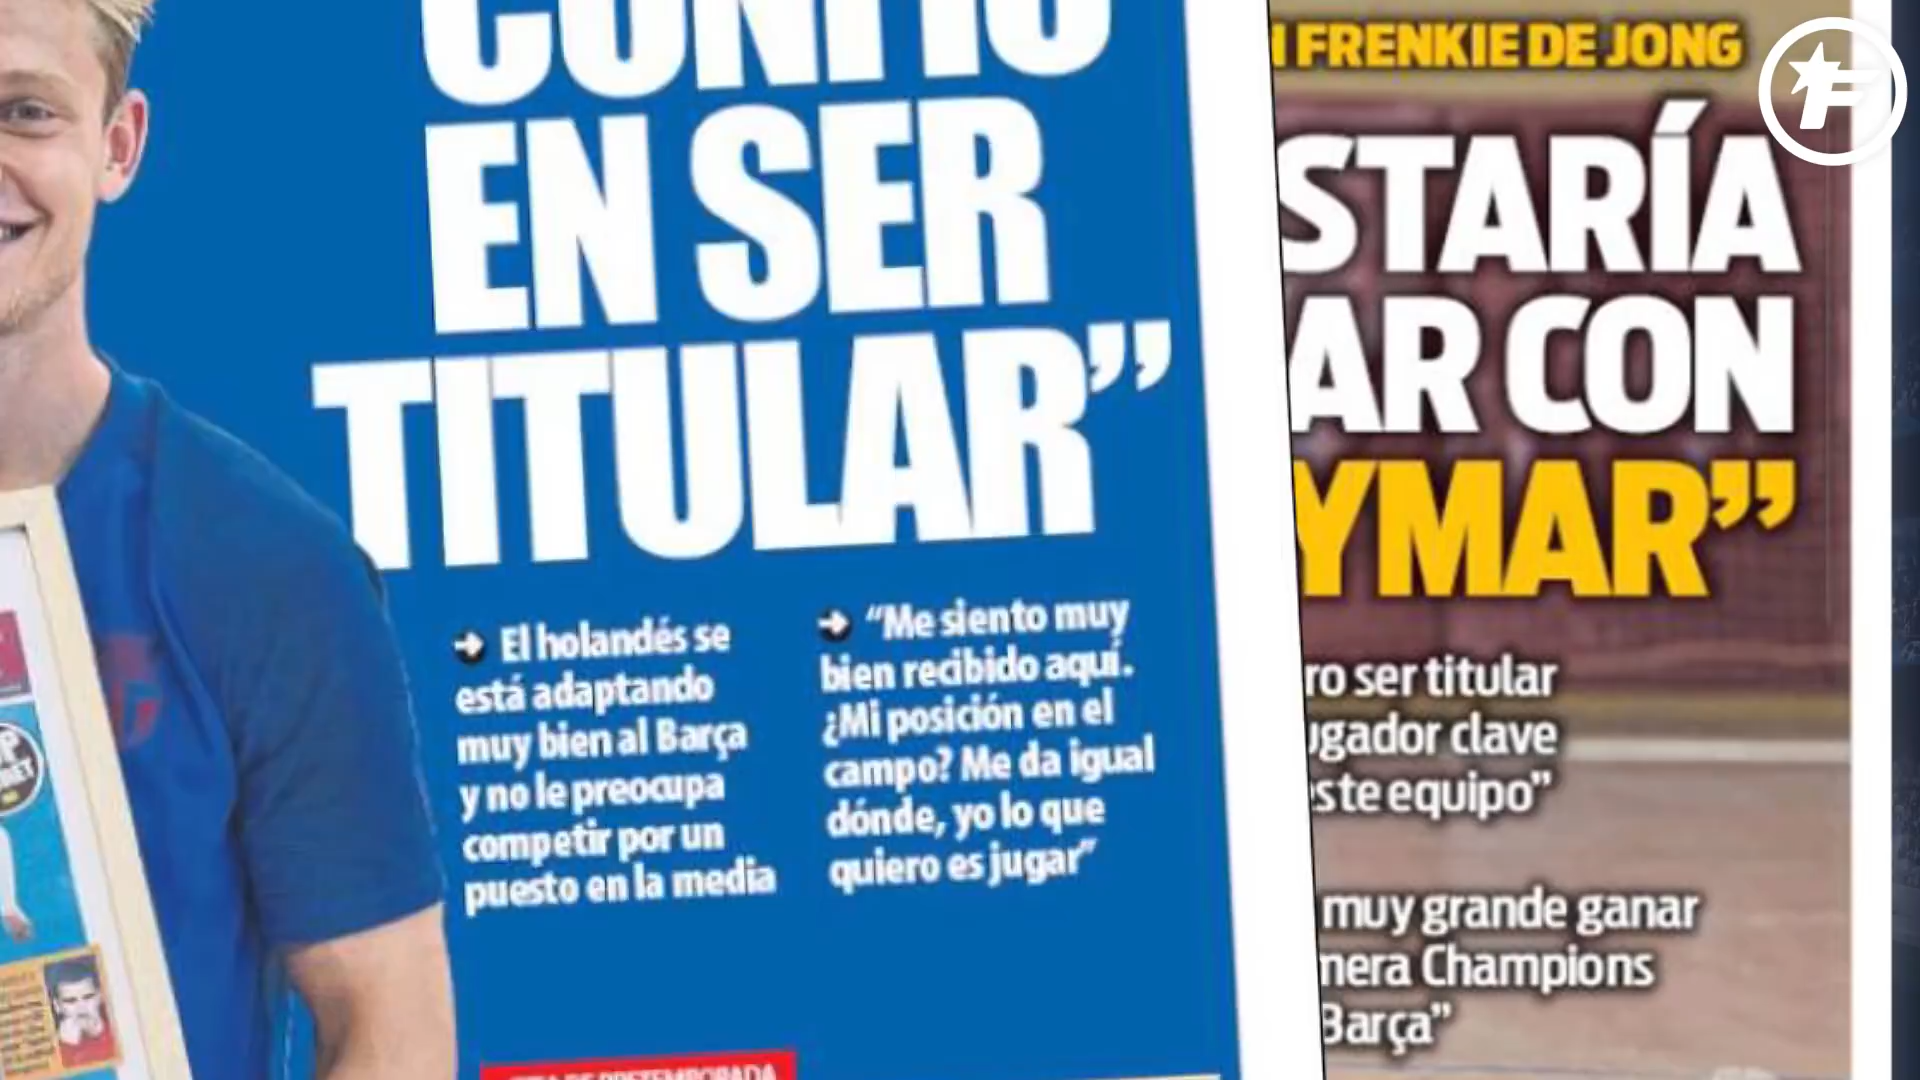 CONFÍO
EN SER
TITULAR”
El holandés se
está adaptando
muy bien al Barça
y no le preocupa
competir por un
puesto en la media
“Me siento muy
bien recibido aquí.
¿Mi posición en el
campo? Me da igual
dónde, yo lo que
quiero es jugar”
FRENKIE DE JONG
STARÍA
AR CON
YMAR”
ro ser titular
ugador clave
ste equipo”
muy grande ganar
mera Champions
Barça”
F